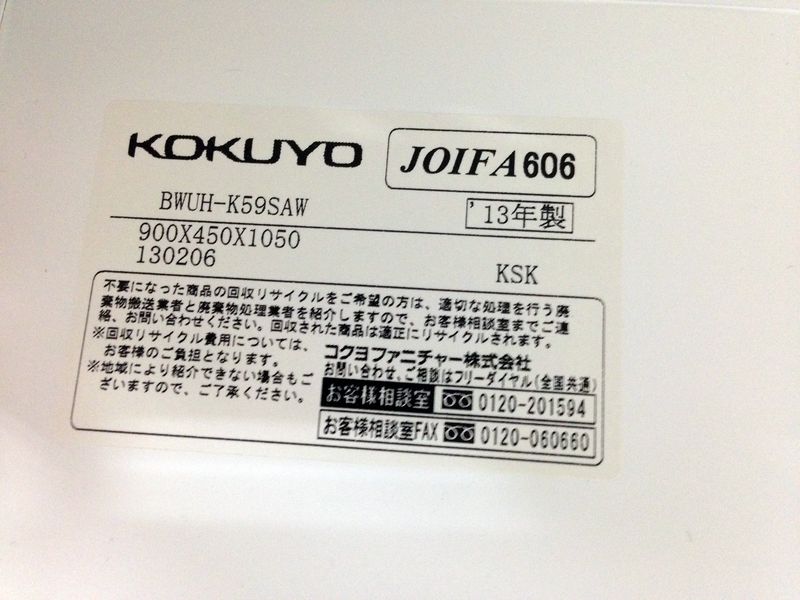 KOKUYO
JOIFA606
BWUH-K59SAW
'13年製
900X450X1050
130206
KSK
不要になった商品の回収リサイクルをご希望の方は、適切な処理を行う廃
棄物搬送業者と廃棄物処理業者を紹介しますので、お客様相談室までご連
絡、お問い合わせください。回収された商品は適正にリサイクルされます。
※回収リサイクル費用については、
お客様のご負担となります。
※地域により紹介できない場合もご
ざいますので、ご了承ください。
コクヨファニチャー株式会社
お問い合わせ、ご相談はフリーダイヤル(全国共通)
お客様相談室 0120-201594
お客様相談室FAX 0120-060660